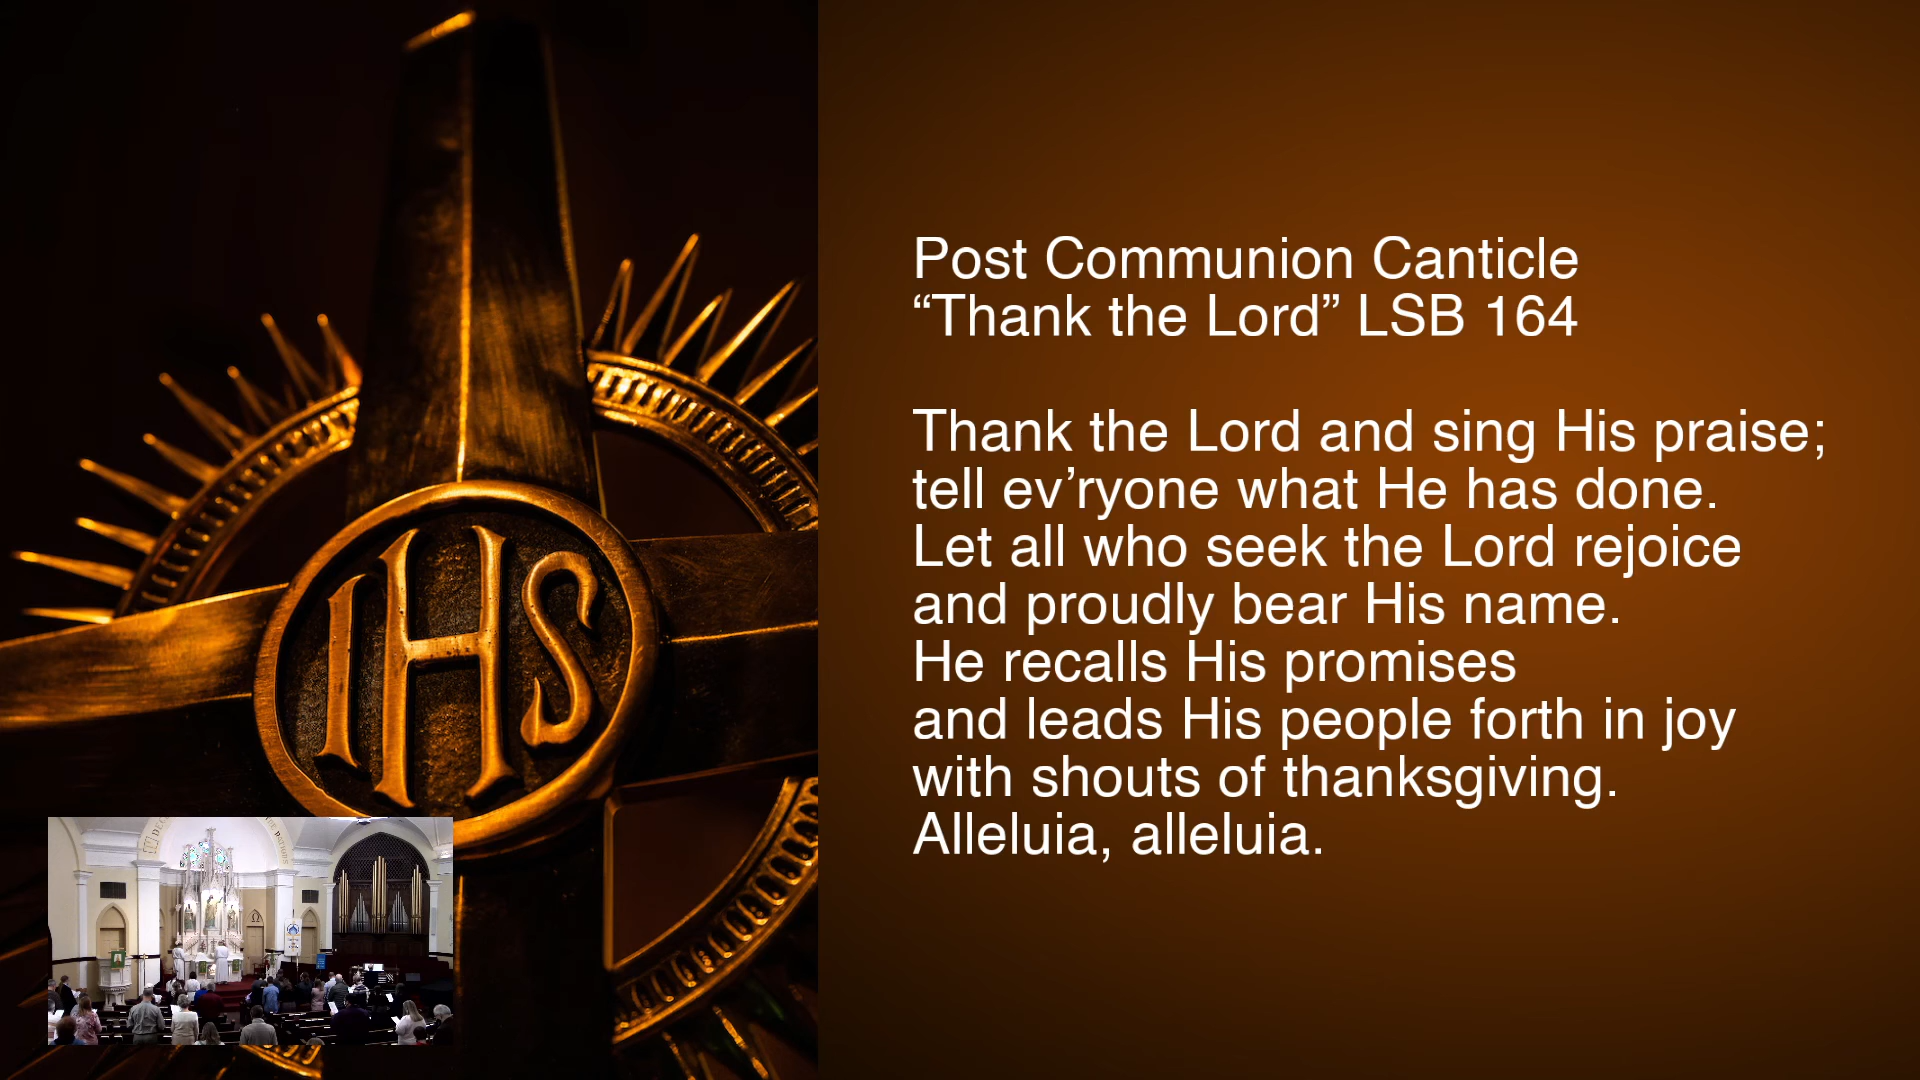 Post Communion Canticle
“Thank the Lord” LSB 164
Thank the Lord and sing His praise;
tell ev’ryone what He has done.
Let all who seek the Lord rejoice
and proudly bear His name.
He recalls His promises
and leads His people forth in joy
with shouts of thanksgiving.
Alleluia, alleluia.
IHS
Ω